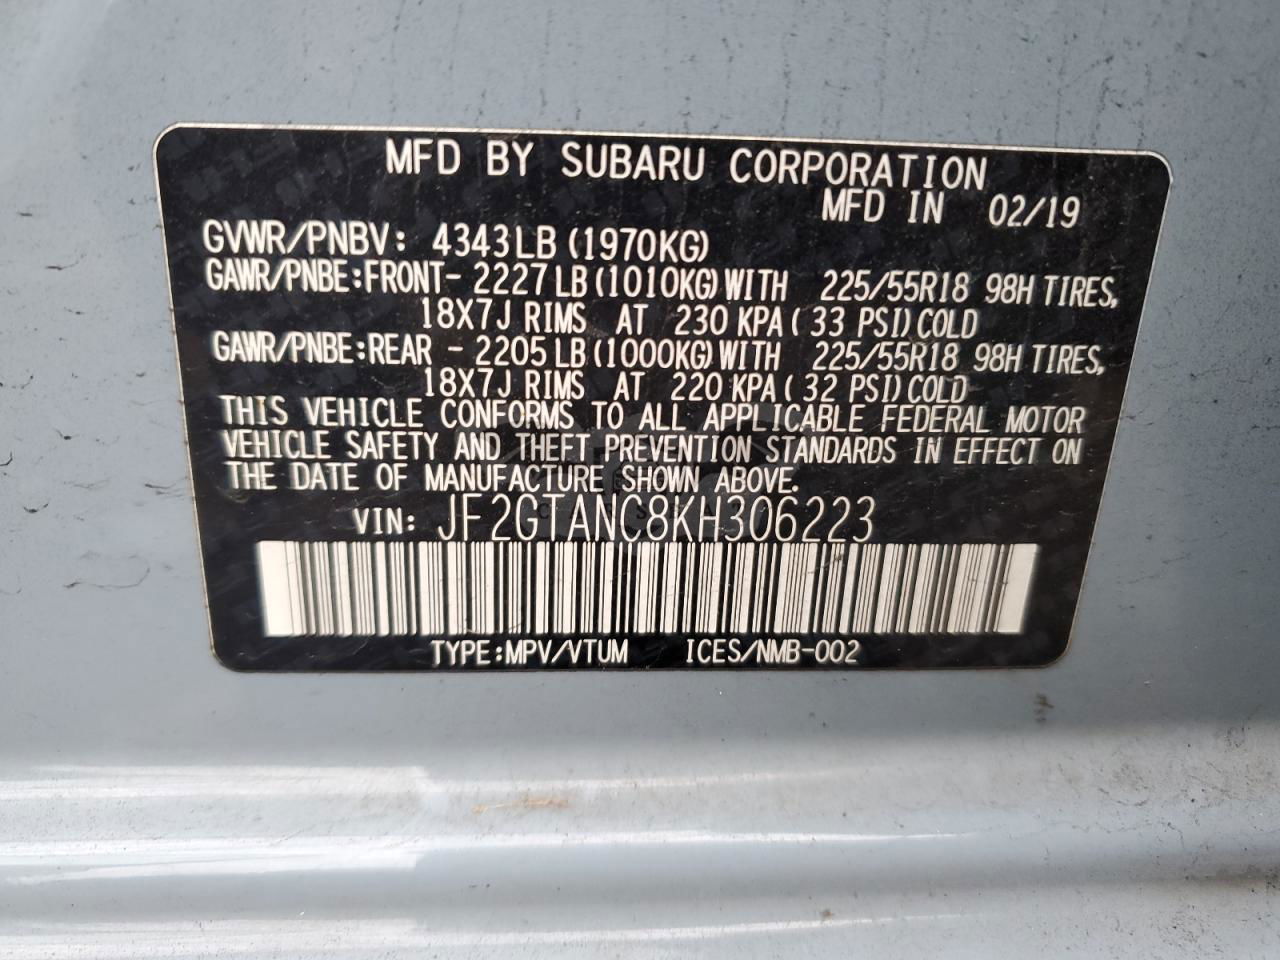 MFD BY SUBARU CORPORATION
MFD IN 02/19
GVWR/PNBV: 4343LB (1970KG)
GAWR/PNBE:FRONT- 2227LB (1010KG)WITH 225/55R18 98H TIRES,
18X7J RIMS AT 230 KPA( 33 PSI)COLD
GAWR/PNBE:REAR - 2205LB (1000KG)WITH 225/55R18 98H TIRES,
18X7J RIMS AT 220 KPA( 32 PSI)COLD
THIS VEHICLE CONFORMS TO ALL APPLICABLE FEDERAL MOTOR
VEHICLE SAFETY AND THEFT PREVENTION STANDARDS IN EFFECT ON
THE DATE OF MANUFACTURE SHOWN ABOVE.
VIN: JF2GTANC8KH306223
TYPE:MPV/VTUM ICES/NMB-002